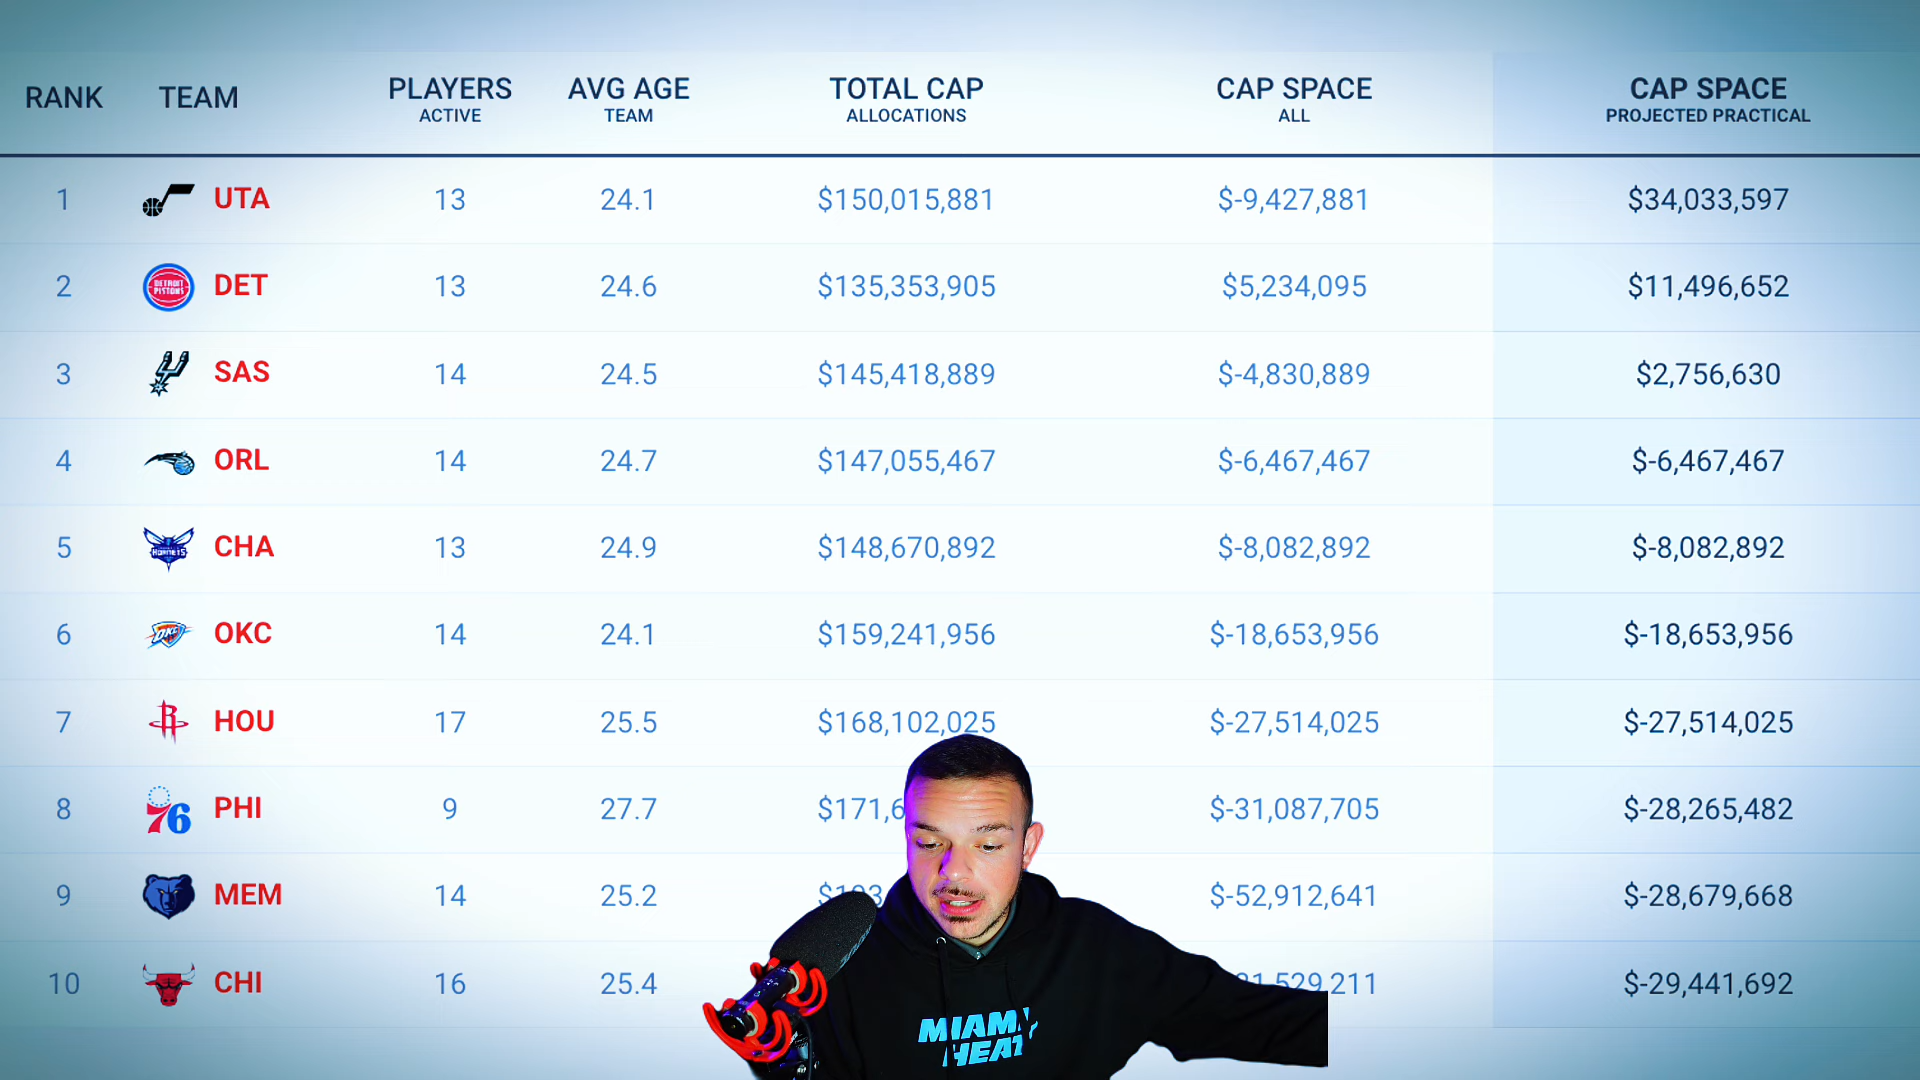 RANK TEAM PLAYERS AVG AGE TOTAL CAP CAP SPACE CAP SPACE
ACTIVE TEAM ALLOCATIONS ALL PROJECTED PRACTICAL
1 UTA 13 24.1 $150,015,881 $-9,427,881 $34,033,597
2 DETROIT PISTONS DET 13 24.6 $135,353,905 $5,234,095 $11,496,652
3 SAS 14 24.5 $145,418,889 $-4,830,889 $2,756,630
4 ORL 14 24.7 $147,055,467 $-6,467,467 $-6,467,467
5 HORNETS CHA 13 24.9 $148,670,892 $-8,082,892 $-8,082,892
6 OKC OKC 14 24.1 $159,241,956 $-18,653,956 $-18,653,956
7 R HOU 17 25.5 $168,102,025 $-27,514,025 $-27,514,025
8 76 PHI 9 27.7 $-31,087,705 $-28,265,482
9 MEM 14 25.2 $-52,912,641 $-28,679,668
10 CHI 16 25.4 $-29,441,692
MIAMI
HEAT